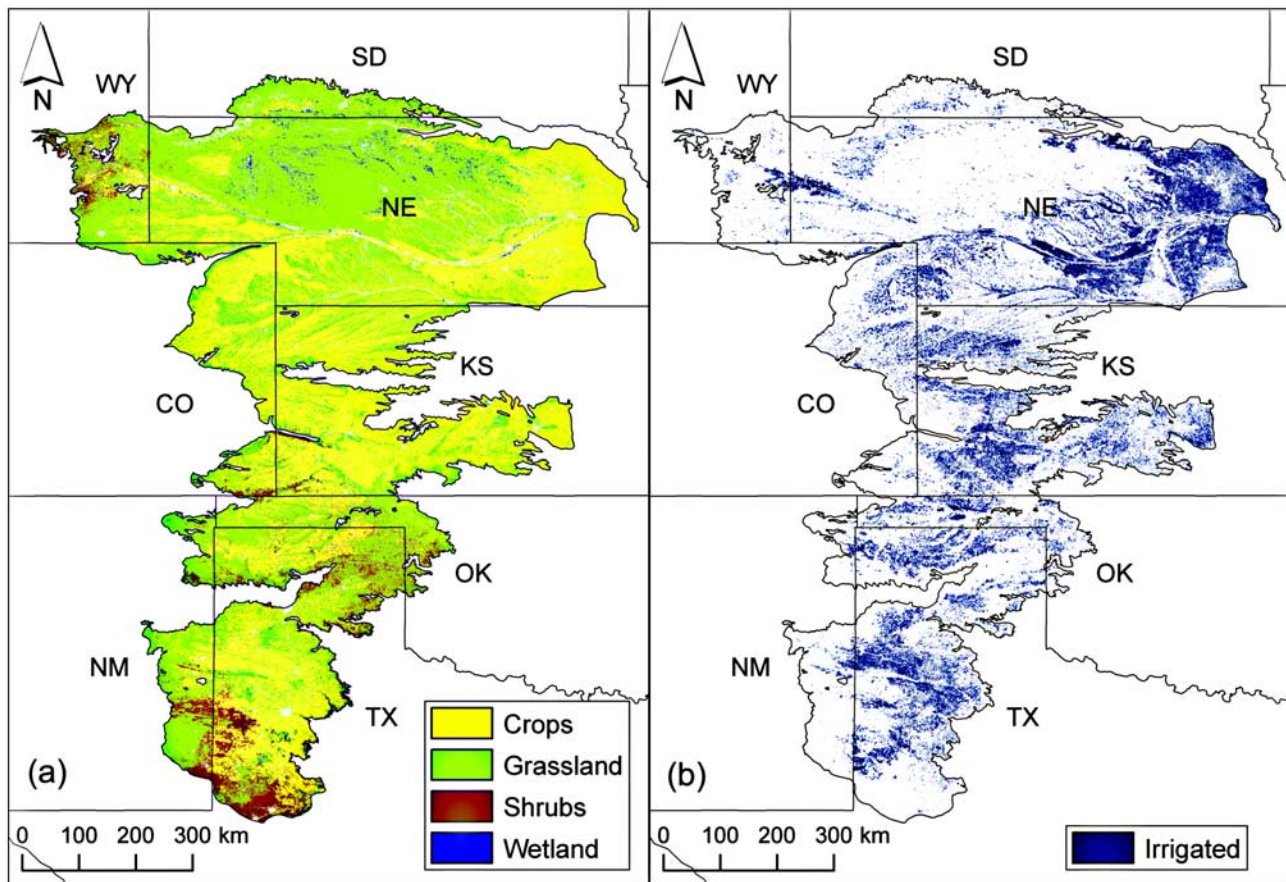 SD
WY
N
NE
KS
CO
OK
NM
TX
(a)
Crops
Grassland
Shrubs
Wetland
0 100 200 300 km
SD
WY
N
NE
KS
CO
OK
NM
TX
(b)
Irrigated
0 100 200 300 km